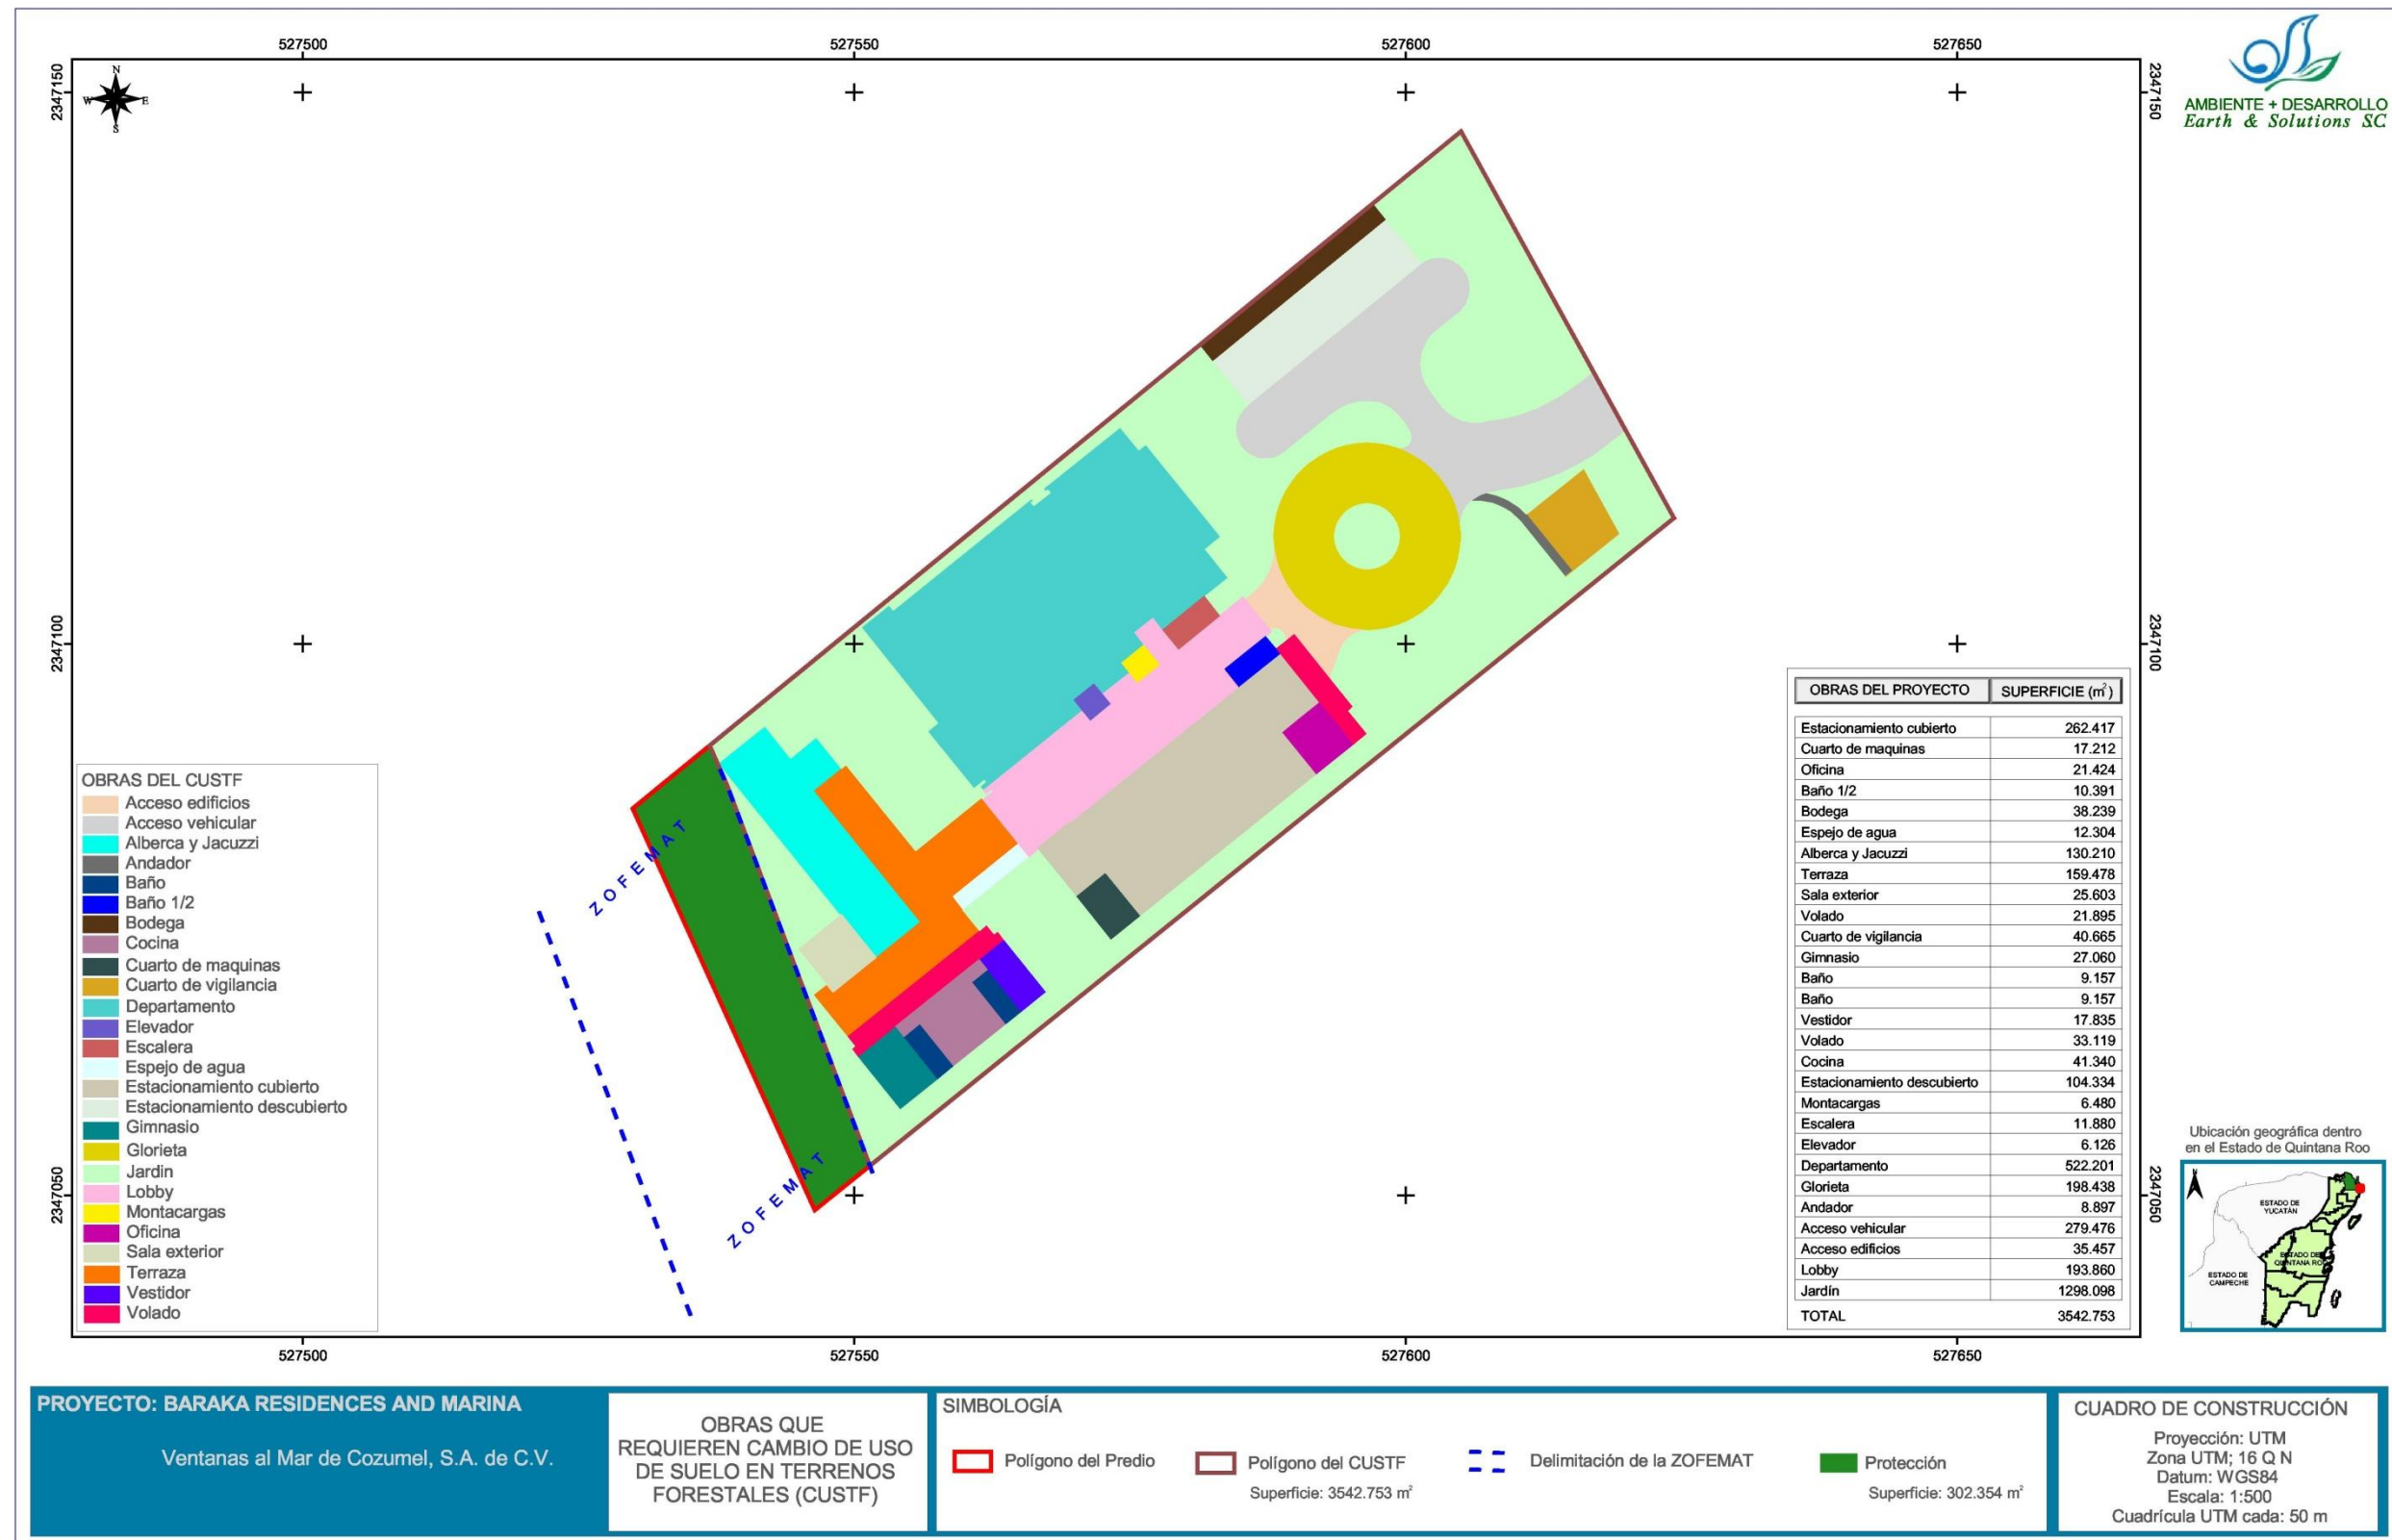 527500 527550 527600 527650
2347150
2347150
N
W E
S
AMBIENTE + DESARROLLO
Earth & Solutions SC
2347100
2347100
OBRAS DEL PROYECTO SUPERFICIE (m²)
Estacionamiento cubierto 262.417
Cuarto de maquinas 17.212
Oficina 21.424
Baño 1/2 10.391
Bodega 38.239
Espejo de agua 12.304
Alberca y Jacuzzi 130.210
Terraza 159.478
Sala exterior 25.603
Volado 21.895
Cuarto de vigilancia 40.665
Gimnasio 27.060
Baño 9.157
Baño 9.157
Vestidor 17.835
Volado 33.119
Cocina 41.340
Estacionamiento descubierto 104.334
Montacargas 6.480
Escalera 11.880
Elevador 6.126
Departamento 522.201
Glorieta 198.438
Andador 8.897
Acceso vehicular 279.476
Acceso edificios 35.457
Lobby 193.860
Jardín 1298.098
TOTAL 3542.753
OBRAS DEL CUSTF
Acceso edificios
Acceso vehicular
Alberca y Jacuzzi
Andador
Baño
Baño 1/2
Bodega
Cocina
Cuarto de maquinas
Cuarto de vigilancia
Departamento
Elevador
Escalera
Espejo de agua
Estacionamiento cubierto
Estacionamiento descubierto
Gimnasio
Glorieta
Jardin
Lobby
Montacargas
Oficina
Sala exterior
Terraza
Vestidor
Volado
ZOFEMAT
ZOFEMAT
2347050
2347050
Ubicación geográfica dentro
en el Estado de Quintana Roo
N
ESTADO DE
YUCATÁN
ESTADO DE
QUINTANA ROO
ESTADO DE
CAMPECHE
527500 527550 527600 527650
PROYECTO: BARAKA RESIDENCES AND MARINA
Ventanas al Mar de Cozumel, S.A. de C.V.
OBRAS QUE
REQUIEREN CAMBIO DE USO
DE SUELO EN TERRENOS
FORESTALES (CUSTF)
SIMBOLOGÍA
Polígono del Predio
Polígono del CUSTF
Superficie: 3542.753 m²
Delimitación de la ZOFEMAT
Protección
Superficie: 302.354 m²
CUADRO DE CONSTRUCCIÓN
Proyección: UTM
Zona UTM; 16 Q N
Datum: WGS84
Escala: 1:500
Cuadrícula UTM cada: 50 m